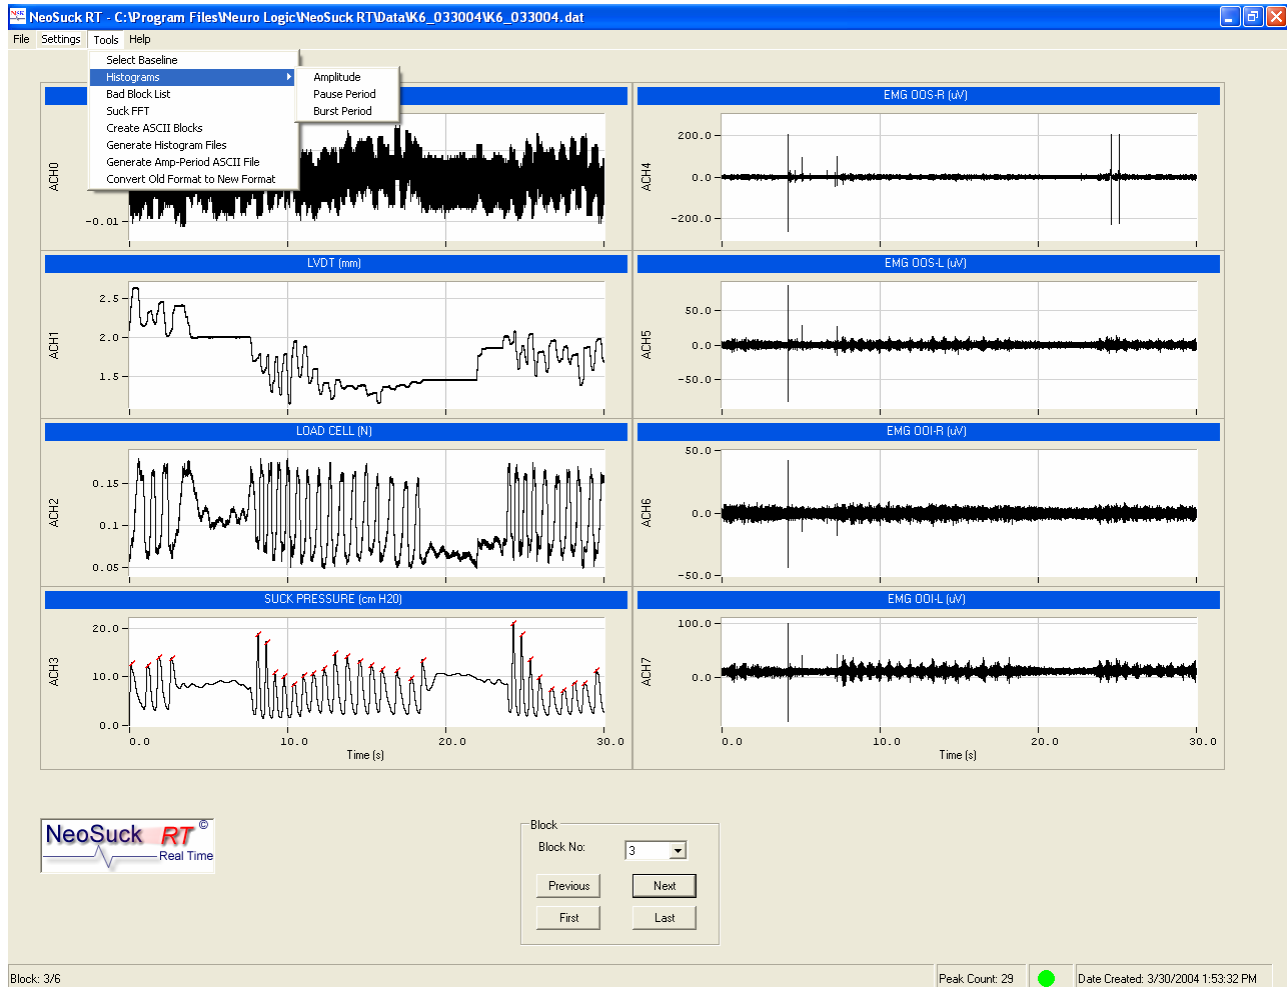 NeoSuck RT - C:\Program Files\Neuro Logic\NeoSuck RT\Data\K6_033004\K6_033004.dat
File Settings Tools Help
Select Baseline
Histograms
Bad Block List
Suck FFT
Create ASCII Blocks
Generate Histogram Files
Generate Amp-Period ASCII File
Convert Old Format to New Format
Amplitude
Pause Period
Burst Period
ACH0
-0.01
LVDT (mm)
ACH1
2.5
2.0
1.5
LOAD CELL (N)
ACH2
0.15
0.1
0.05
SUCK PRESSURE (cm H20)
ACH3
20.0
10.0
0.0
0.0 10.0 20.0 30.0
Time (s)
EMG OOS-R (uV)
ACH4
200.0
0.0
-200.0
EMG OOS-L (uV)
ACH5
50.0
0.0
-50.0
EMG OOI-R (uV)
ACH6
50.0
0.0
-50.0
EMG OOI-L (uV)
ACH7
100.0
0.0
0.0 10.0 20.0 30.0
Time (s)
NeoSuck RT ©
Real Time
Block
Block No: 3
Previous Next
First Last
Block: 3/6
Peak Count: 29
Date Created: 3/30/2004 1:53:32 PM